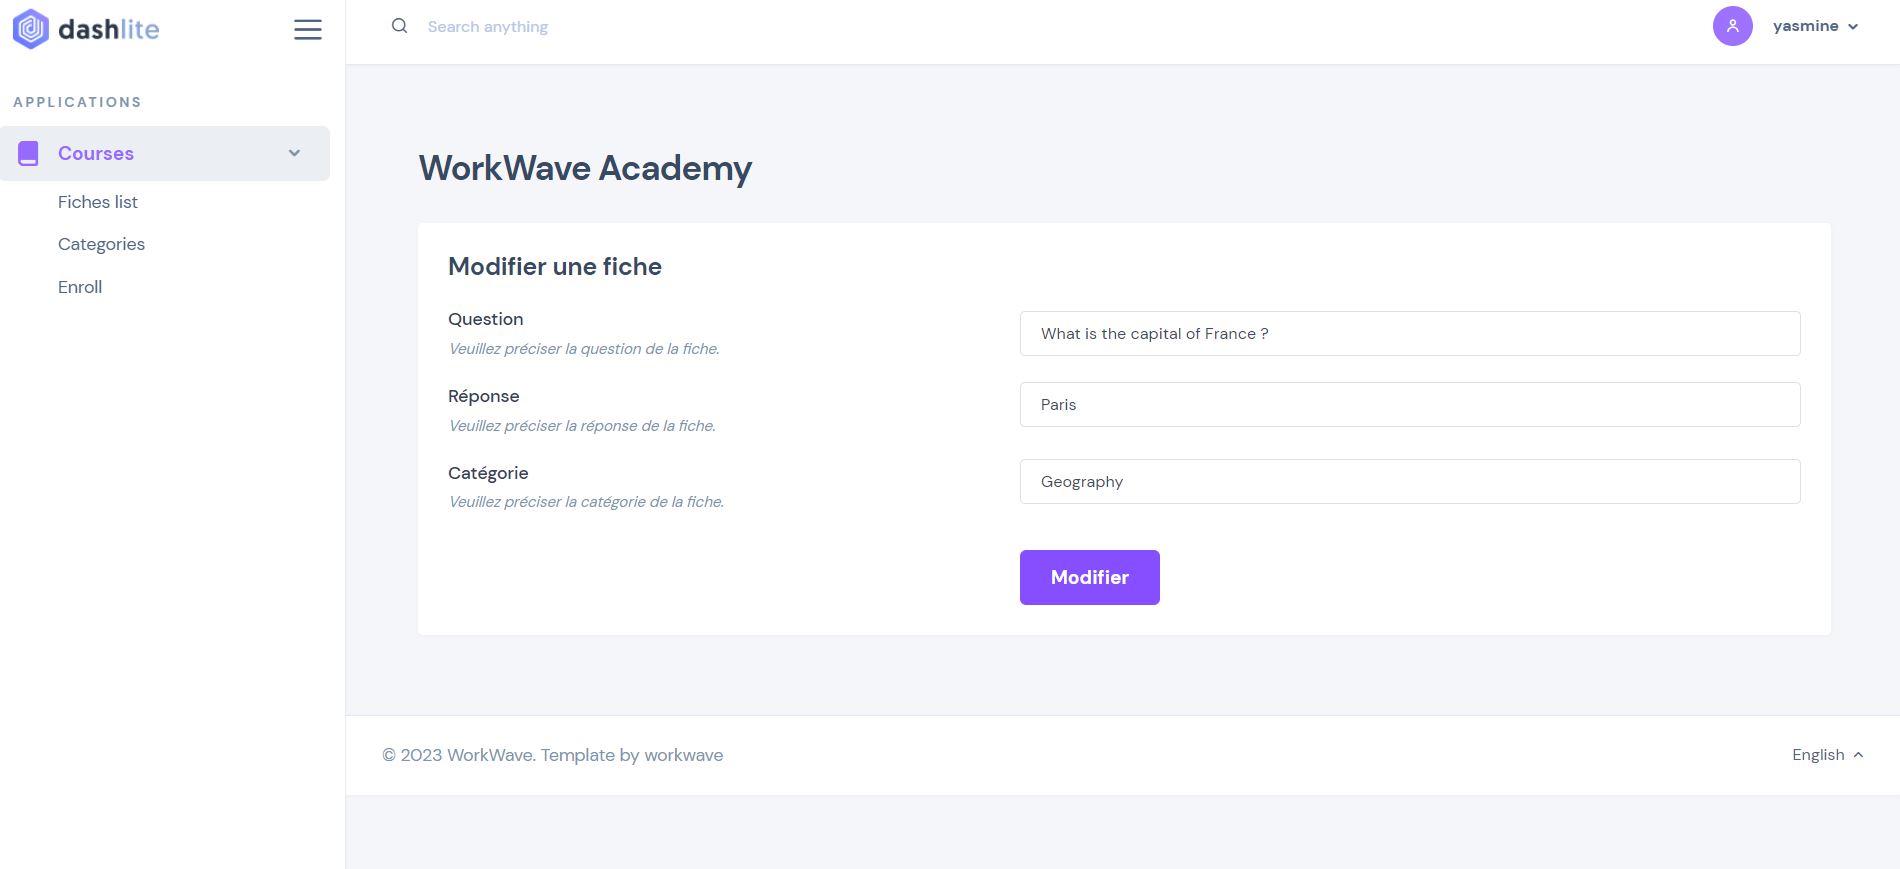 dashlite
Search anything
yasmine
APPLICATIONS
Courses
Fiches list
Categories
Enroll
WorkWave Academy
Modifier une fiche
Question
Veuillez préciser la question de la fiche.
What is the capital of France ?
Réponse
Veuillez préciser la réponse de la fiche.
Paris
Catégorie
Veuillez préciser la catégorie de la fiche.
Geography
Modifier
© 2023 WorkWave. Template by workwave
English